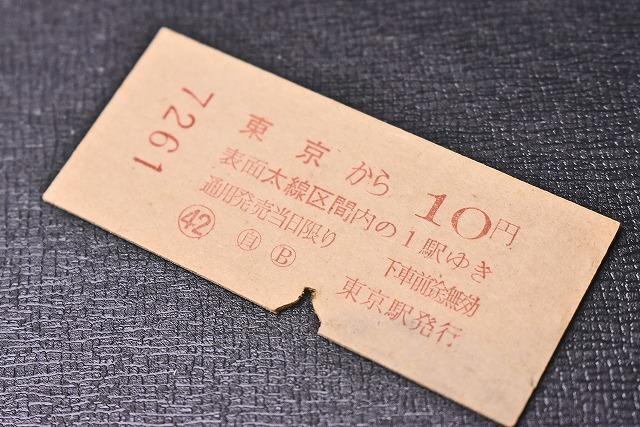 7261
東京から 10円
表面太線区間内の1駅ゆき
通用発売当日限り 下車前途無効
㊷ 自 B 東京駅発行